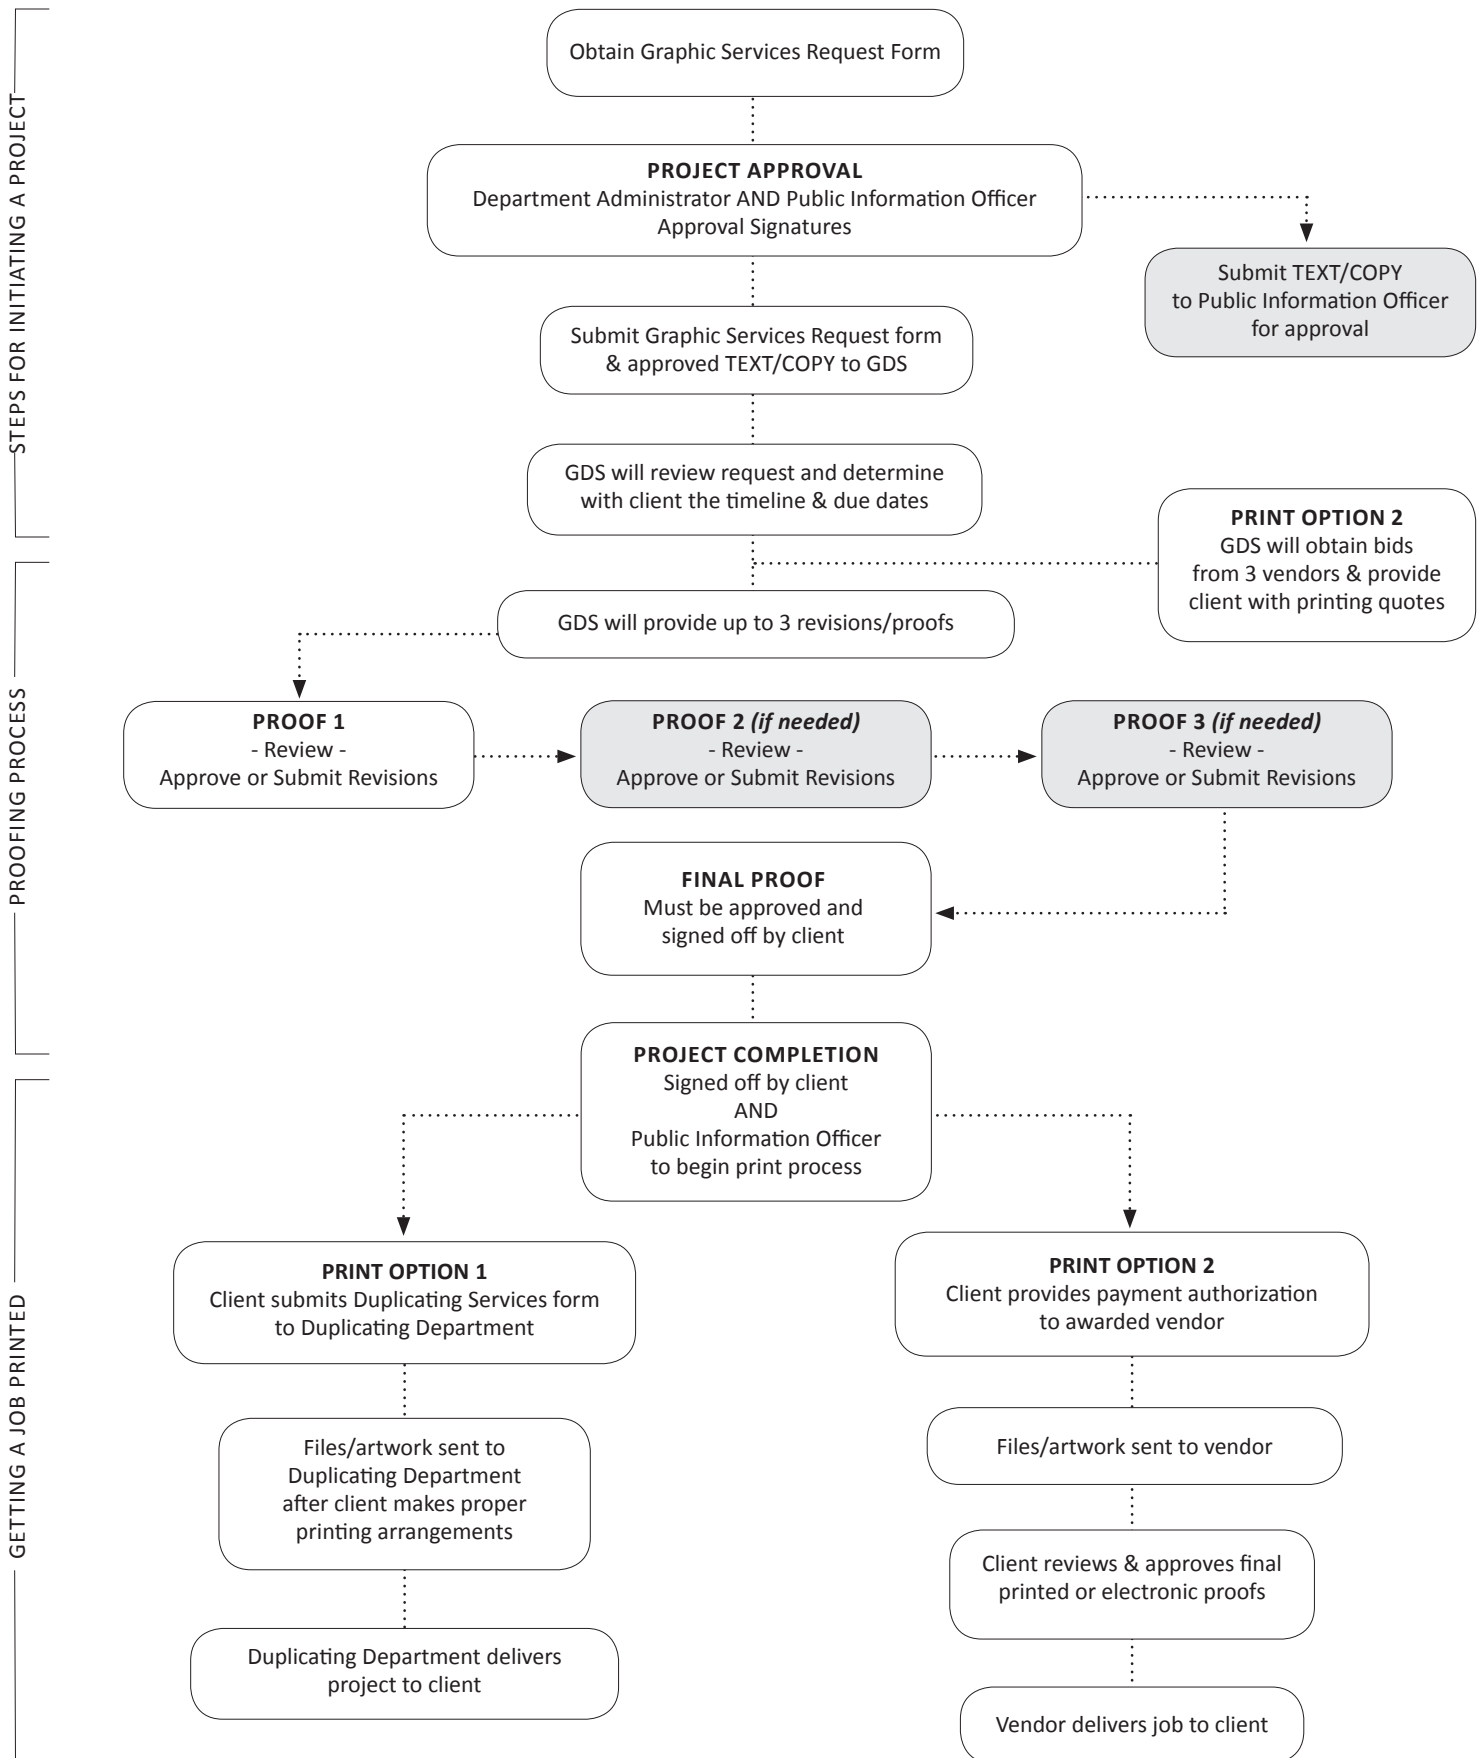 STEPS FOR INITIATING A PROJECT
Obtain Graphic Services Request Form
PROJECT APPROVAL
Department Administrator AND Public Information Officer
Approval Signatures
Submit TEXT/COPY
to Public Information Officer
for approval
Submit Graphic Services Request form
& approved TEXT/COPY to GDS
GDS will review request and determine
with client the timeline & due dates
PRINT OPTION 2
GDS will obtain bids
from 3 vendors & provide
client with printing quotes
PROOFING PROCESS
GDS will provide up to 3 revisions/proofs
PROOF 1
- Review -
Approve or Submit Revisions
PROOF 2 (if needed)
- Review -
Approve or Submit Revisions
PROOF 3 (if needed)
- Review -
Approve or Submit Revisions
FINAL PROOF
Must be approved and
signed off by client
PROJECT COMPLETION
Signed off by client
AND
Public Information Officer
to begin print process
GETTING A JOB PRINTED
PRINT OPTION 1
Client submits Duplicating Services form
to Duplicating Department
Files/artwork sent to
Duplicating Department
after client makes proper
printing arrangements
Duplicating Department delivers
project to client
PRINT OPTION 2
Client provides payment authorization
to awarded vendor
Files/artwork sent to vendor
Client reviews & approves final
printed or electronic proofs
Vendor delivers job to client